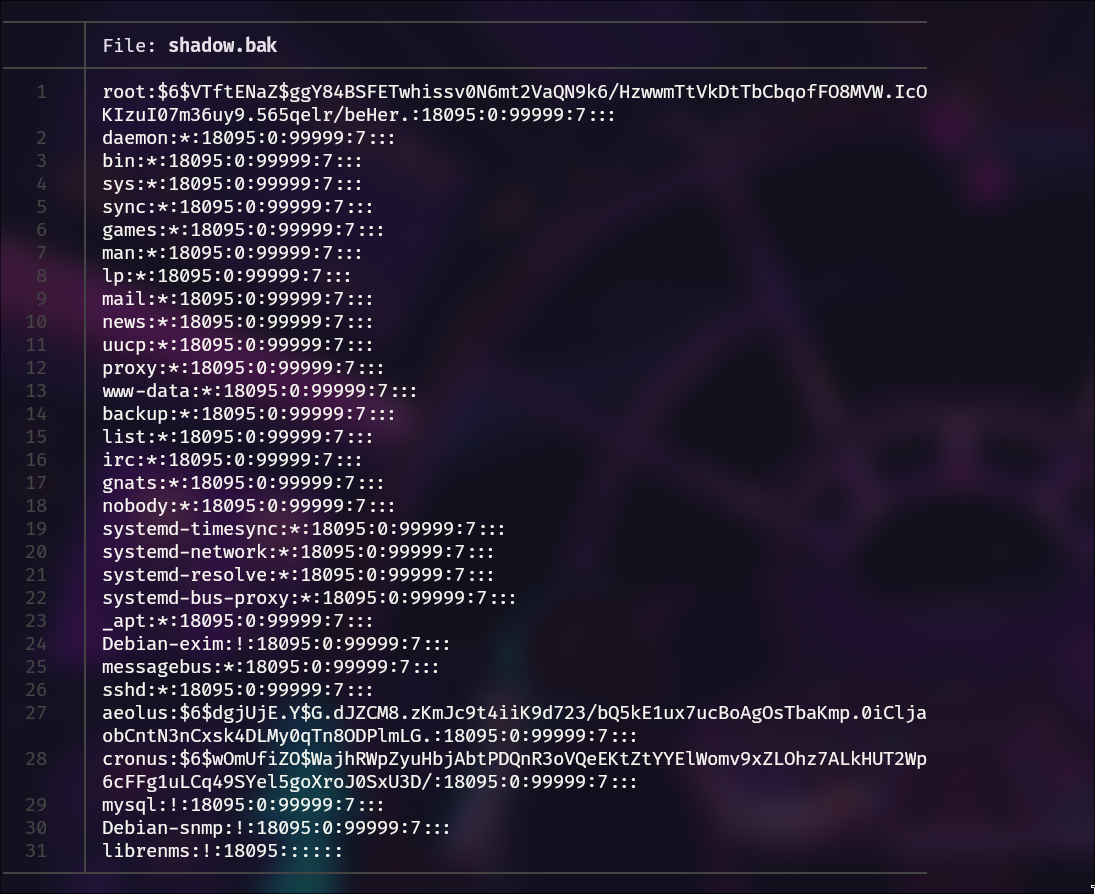 File: shadow.bak
1 root:$6$VTftENaZ$ggY84BSFETwhissv0N6mt2VaQN9k6/HzwwmTtVkDtTbCbqofFO8MVW.IcO
KIzuI07m36uy9.565qelr/beHer.:18095:0:99999:7:::
2 daemon:*:18095:0:99999:7:::
3 bin:*:18095:0:99999:7:::
4 sys:*:18095:0:99999:7:::
5 sync:*:18095:0:99999:7:::
6 games:*:18095:0:99999:7:::
7 man:*:18095:0:99999:7:::
8 lp:*:18095:0:99999:7:::
9 mail:*:18095:0:99999:7:::
10 news:*:18095:0:99999:7:::
11 uucp:*:18095:0:99999:7:::
12 proxy:*:18095:0:99999:7:::
13 www-data:*:18095:0:99999:7:::
14 backup:*:18095:0:99999:7:::
15 list:*:18095:0:99999:7:::
16 irc:*:18095:0:99999:7:::
17 gnats:*:18095:0:99999:7:::
18 nobody:*:18095:0:99999:7:::
19 systemd-timesync:*:18095:0:99999:7:::
20 systemd-network:*:18095:0:99999:7:::
21 systemd-resolve:*:18095:0:99999:7:::
22 systemd-bus-proxy:*:18095:0:99999:7:::
23 _apt:*:18095:0:99999:7:::
24 Debian-exim:!:18095:0:99999:7:::
25 messagebus:*:18095:0:99999:7:::
26 sshd:*:18095:0:99999:7:::
27 aeolus:$6$dgjUjE.Y$G.dJZCM8.zKmJc9t4iiK9d723/bQ5kE1ux7ucBoAgOsTbaKmp.0iClja
obCntN3nCxsk4DLMy0qTn8ODPlmLG.:18095:0:99999:7:::
28 cronus:$6$wOmUfiZO$WajhRWpZyuHbjAbtPDQnR3oVQeEKtZtYYElWomv9xZLOhz7ALkHUT2Wp
6cFFg1uLCq49SYel5goXroJ0SxU3D/:18095:0:99999:7:::
29 mysql:!:18095:0:99999:7:::
30 Debian-snmp:!:18095:0:99999:7:::
31 librenms:!:18095::::::